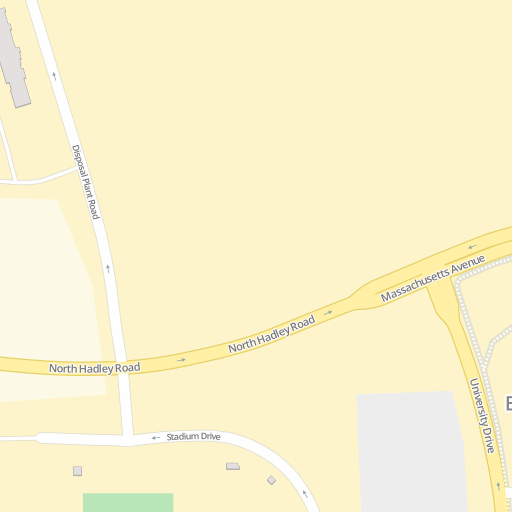 Disposal Plant Road
Massachusetts Avenue
North Hadley Road
North Hadley Road
University Drive
E
Stadium Drive